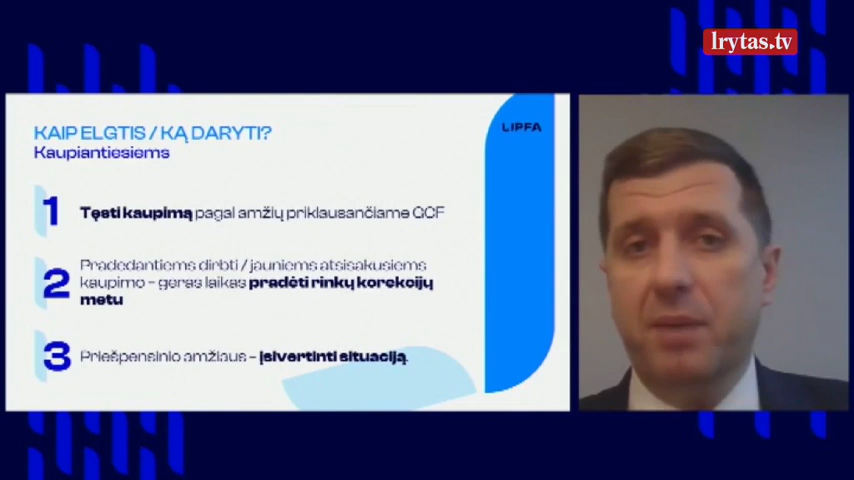 lrytas.tv
LIPFA
KAIP ELGTIS / KĄ DARYTI?
Kaupiantiesiems
1
Tęsti kaupimą pagal amžių priklausančiame GCF
2
Pradedantiems dirbti / jauniems atsisakusiems
kaupimo – geras laikas pradėti rinkų korekcijų
metu
3
Priešpensinio amžiaus – įsivertinti situaciją.